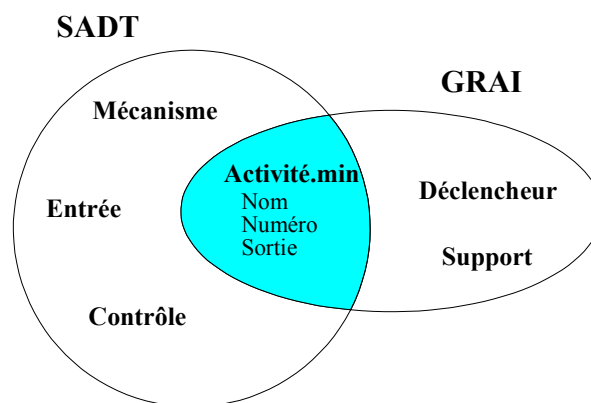 SADT
GRAI
Mécanisme
Activité.min
Nom
Numéro
Sortie
Entrée
Contrôle
Déclencheur
Support